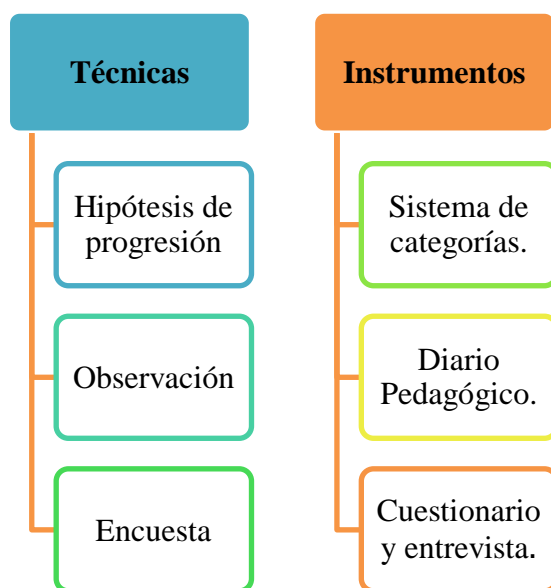 Técnicas
Hipótesis de
progresión
Observación
Encuesta
Instrumentos
Sistema de
categorías.
Diario
Pedagógico.
Cuestionario
y entrevista.